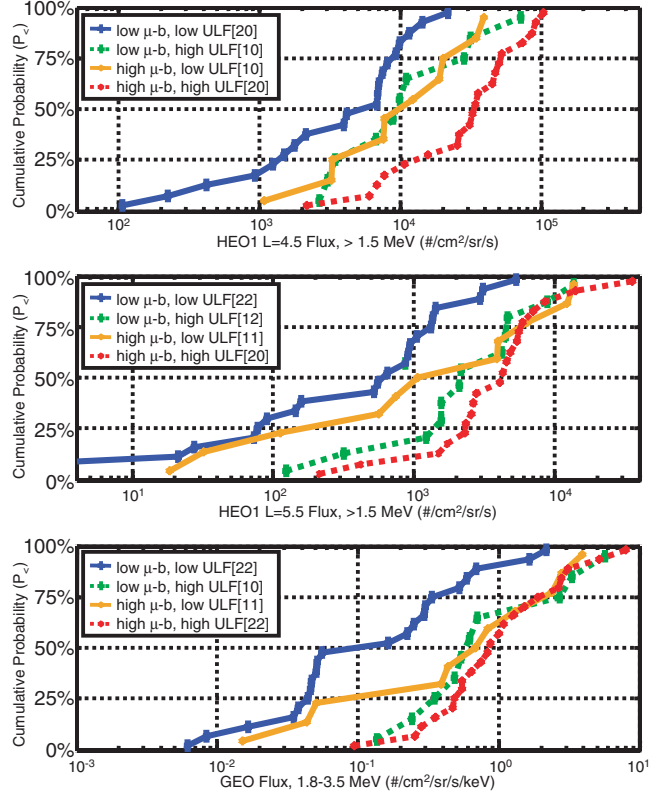 Cumulative Probability (P<)
100%
75%
50%
25%
0%
low μ-b, low ULF[20]
low μ-b, high ULF[10]
high μ-b, low ULF[10]
high μ-b, high ULF[20]
10²
10³
10⁴
10⁵
HEO1 L=4.5 Flux, > 1.5 MeV (#/cm²/sr/s)
Cumulative Probability (P<)
100%
75%
50%
25%
0%
low μ-b, low ULF[22]
low μ-b, high ULF[12]
high μ-b, low ULF[11]
high μ-b, high ULF[20]
10¹
10²
10³
10⁴
HEO1 L=5.5 Flux, >1.5 MeV (#/cm²/sr/s)
Cumulative Probability (P<)
100%
75%
50%
25%
0%
low μ-b, low ULF[22]
low μ-b, high ULF[10]
high μ-b, low ULF[11]
high μ-b, high ULF[22]
10⁻³
10⁻²
10⁻¹
10⁰
10¹
GEO Flux, 1.8-3.5 MeV (#/cm²/sr/s/keV)